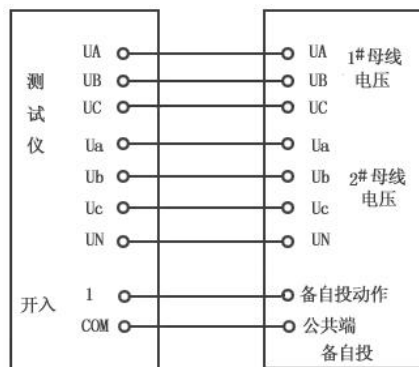 UA UA 1#母线
UB UB 电压
测 UC UC
试
仪 Ua Ua
Ub Ub 2#母线
Uc Uc 电压
UN UN
开入 1 备自投动作
COM 公共端
备自投